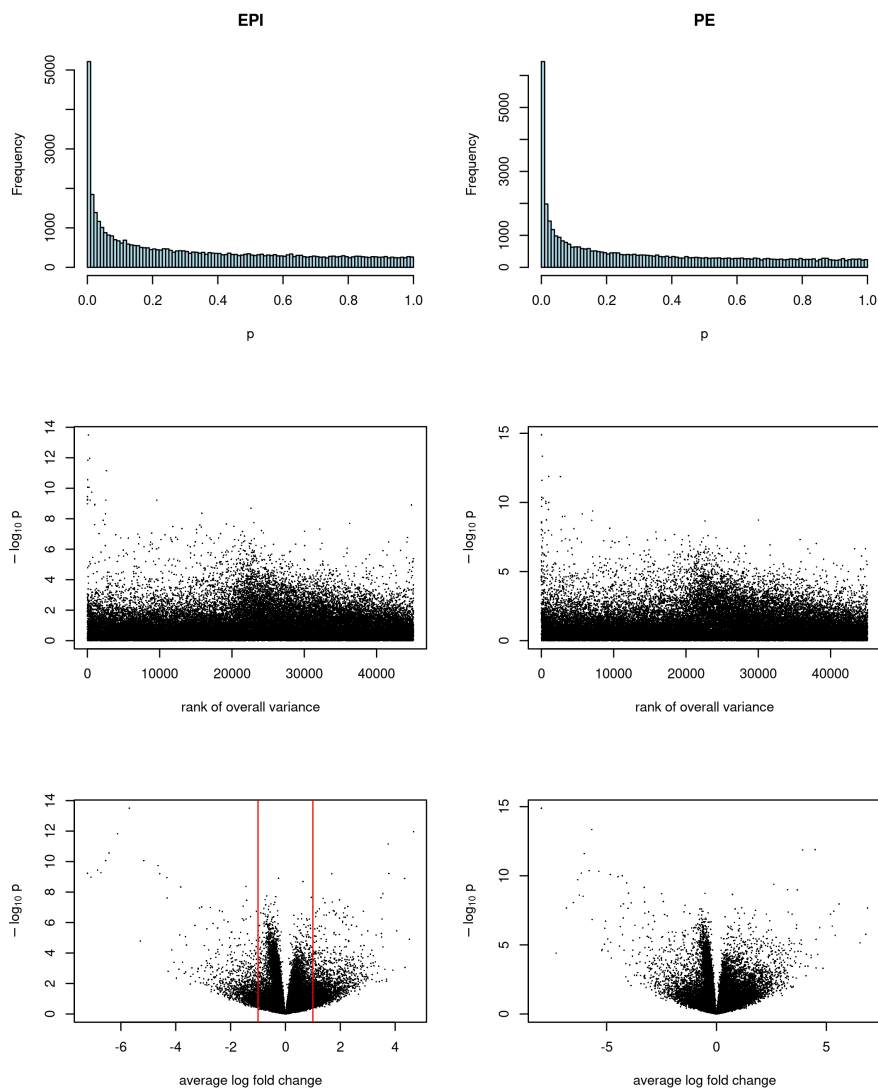 EPI
PE
Frequency
0 1000 3000 5000
0.0 0.2 0.4 0.6 0.8 1.0
p
Frequency
0 1000 3000 5000
0.0 0.2 0.4 0.6 0.8 1.0
p
− log10 p
0 2 4 6 8 10 12 14
0 10000 20000 30000 40000
rank of overall variance
− log10 p
0 5 10 15
0 10000 20000 30000 40000
rank of overall variance
− log10 p
0 2 4 6 8 10 12 14
-6 -4 -2 0 2 4
average log fold change
− log10 p
0 5 10 15
-5 0 5
average log fold change